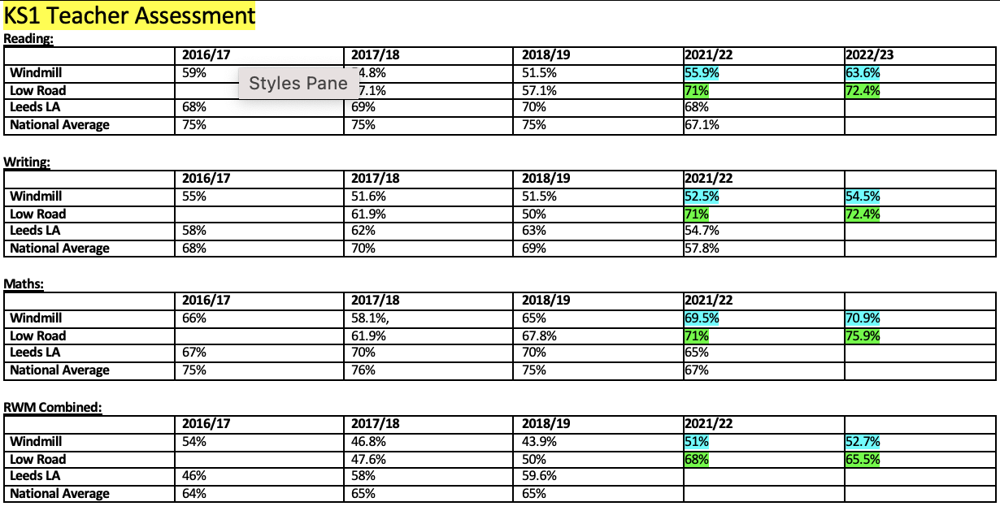 KS1 Teacher Assessment
Reading:
2016/17 2017/18 2018/19 2021/22 2022/23
Windmill 59% 4.8% 51.5% 55.9% 63.6%
Styles Pane
Low Road 7.1% 57.1% 71% 72.4%
Leeds LA 68% 69% 70% 68%
National Average 75% 75% 75% 67.1%
Writing:
2016/17 2017/18 2018/19 2021/22
Windmill 55% 51.6% 51.5% 52.5% 54.5%
Low Road 61.9% 50% 71% 72.4%
Leeds LA 58% 62% 63% 54.7%
National Average 68% 70% 69% 57.8%
Maths:
2016/17 2017/18 2018/19 2021/22
Windmill 66% 58.1%, 65% 69.5% 70.9%
Low Road 61.9% 67.8% 71% 75.9%
Leeds LA 67% 70% 70% 65%
National Average 75% 76% 75% 67%
RWM Combined:
2016/17 2017/18 2018/19 2021/22
Windmill 54% 46.8% 43.9% 51% 52.7%
Low Road 47.6% 50% 68% 65.5%
Leeds LA 46% 58% 59.6%
National Average 64% 65% 65%